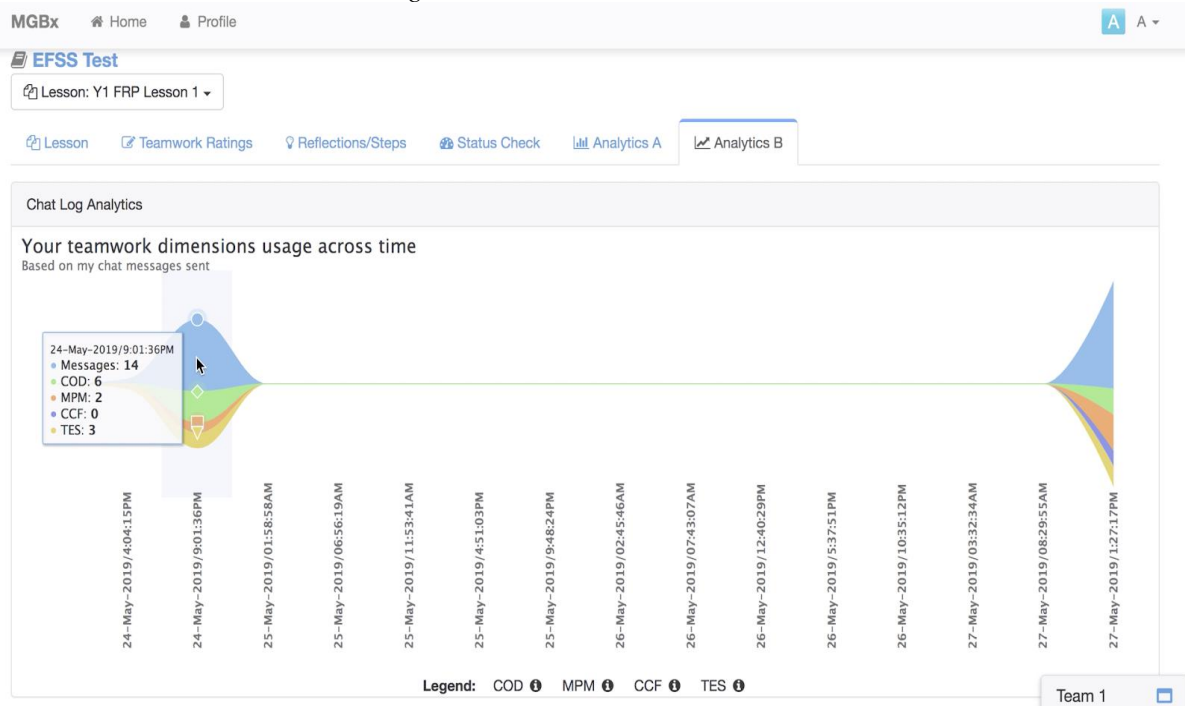 MGBx Home Profile A A
EFSS Test
Lesson: Y1 FRP Lesson 1
Lesson Teamwork Ratings Reflections/Steps Status Check Analytics A Analytics B
Chat Log Analytics
Your teamwork dimensions usage across time
Based on my chat messages sent
24-May-2019/9:01:36PM
Messages: 14
COD: 6
MPM: 2
CCF: 0
TES: 3
24-May-2019/4:04:15PM
24-May-2019/9:01:36PM
25-May-2019/01:58:58AM
25-May-2019/06:56:19AM
25-May-2019/11:53:41AM
25-May-2019/4:51:03PM
25-May-2019/9:48:24PM
26-May-2019/02:45:46AM
26-May-2019/07:43:07AM
26-May-2019/12:40:29PM
26-May-2019/5:37:51PM
26-May-2019/10:35:12PM
27-May-2019/03:32:34AM
27-May-2019/08:29:55AM
27-May-2019/1:27:17PM
Legend: COD MPM CCF TES
Team 1